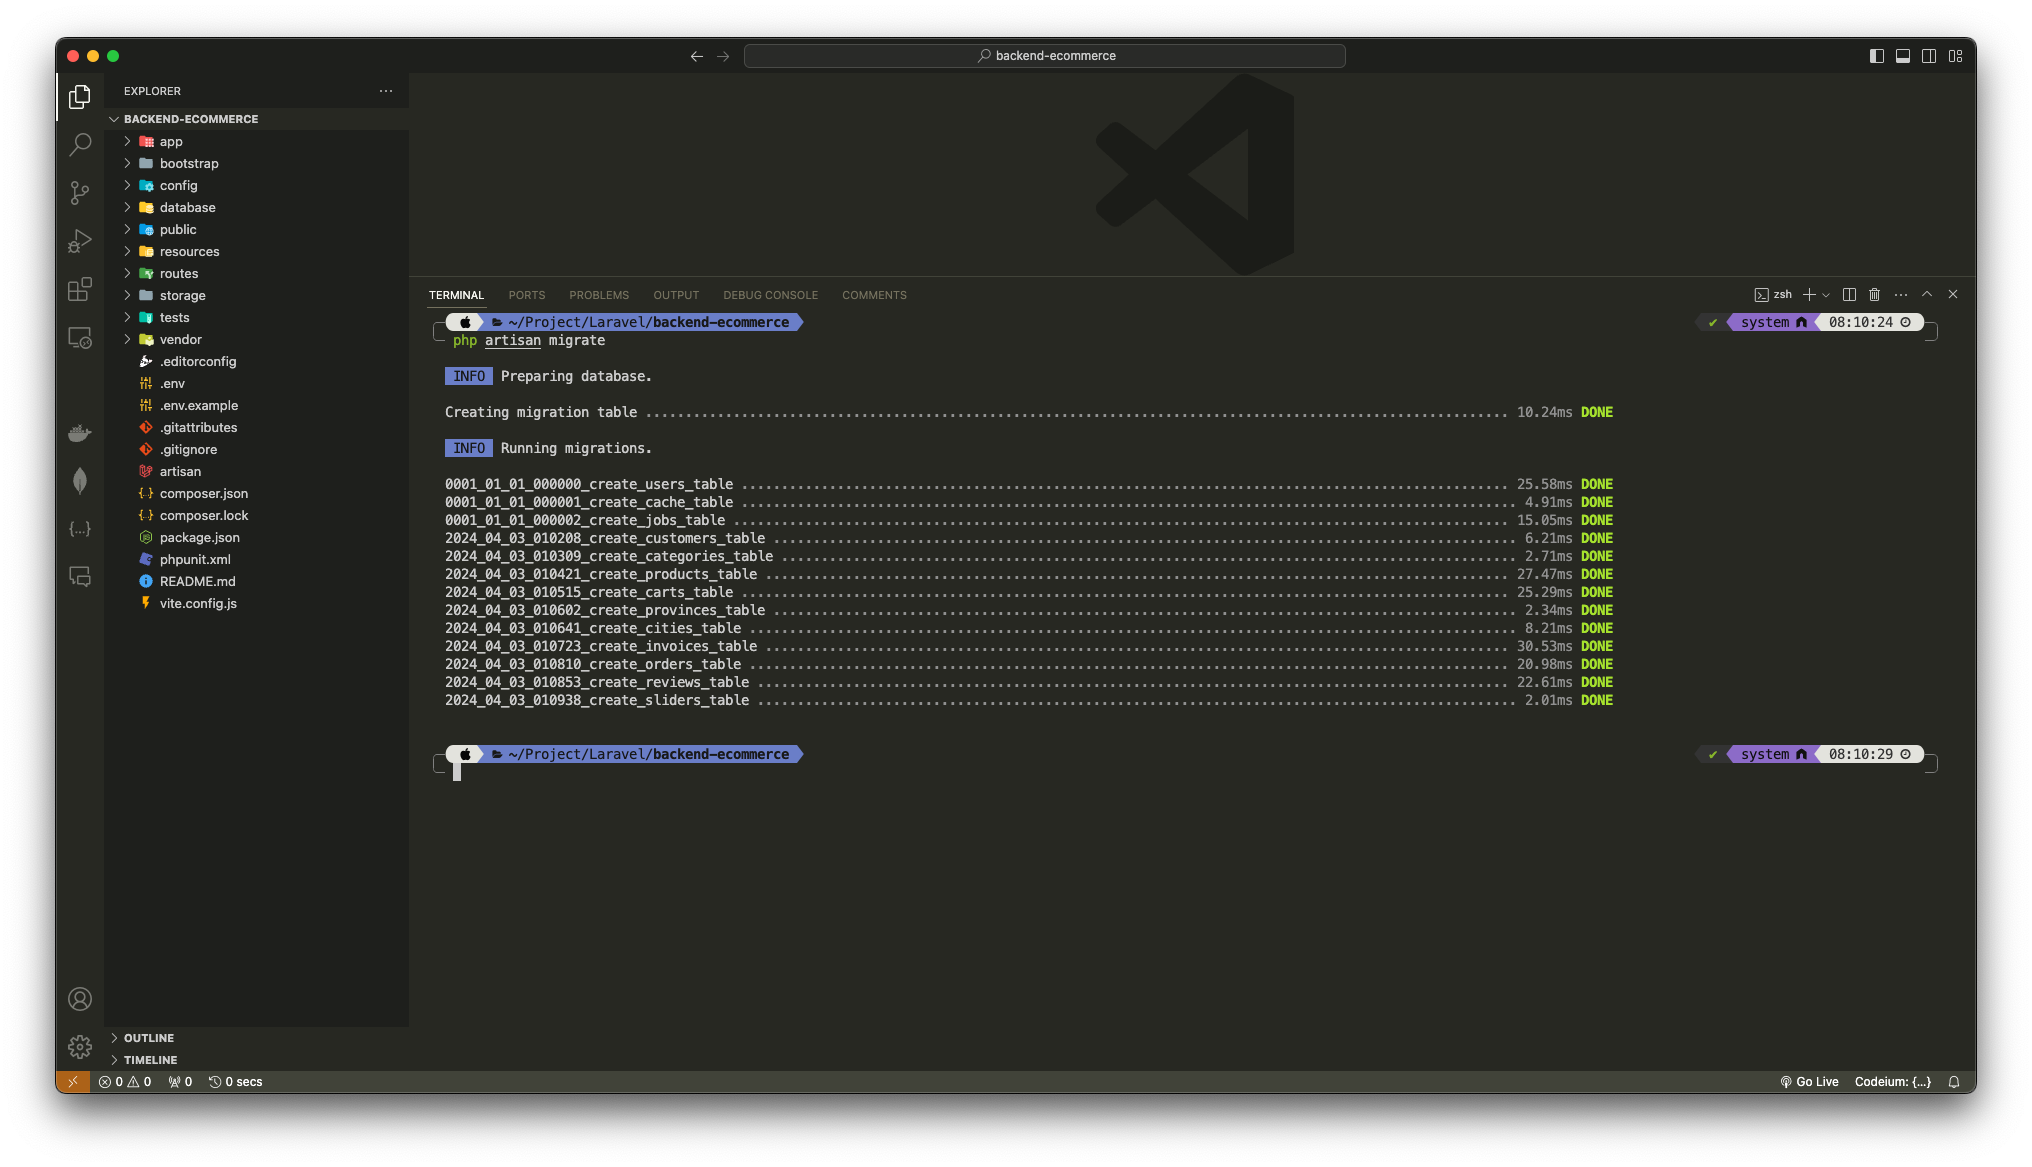 backend-ecommerce
EXPLORER
BACKEND-ECOMMERCE
app
bootstrap
config
database
public
resources
routes
storage
tests
vendor
.editorconfig
.env
.env.example
.gitattributes
.gitignore
artisan
composer.json
composer.lock
package.json
phpunit.xml
README.md
vite.config.js
OUTLINE
TIMELINE
TERMINAL PORTS PROBLEMS OUTPUT DEBUG CONSOLE COMMENTS zsh
~/Project/Laravel/backend-ecommerce ✔ system 08:10:24
php artisan migrate
INFO Preparing database.
Creating migration table ............................................................................................................ 10.24ms DONE
INFO Running migrations.
0001_01_01_000000_create_users_table ................................................................................................ 25.58ms DONE
0001_01_01_000001_create_cache_table ................................................................................................. 4.91ms DONE
0001_01_01_000002_create_jobs_table ................................................................................................. 15.05ms DONE
2024_04_03_010208_create_customers_table ............................................................................................. 6.21ms DONE
2024_04_03_010309_create_categories_table ............................................................................................ 2.71ms DONE
2024_04_03_010421_create_products_table ............................................................................................. 27.47ms DONE
2024_04_03_010515_create_carts_table ................................................................................................ 25.29ms DONE
2024_04_03_010602_create_provinces_table ............................................................................................. 2.34ms DONE
2024_04_03_010641_create_cities_table ................................................................................................ 8.21ms DONE
2024_04_03_010723_create_invoices_table ............................................................................................. 30.53ms DONE
2024_04_03_010810_create_orders_table ............................................................................................... 20.98ms DONE
2024_04_03_010853_create_reviews_table .............................................................................................. 22.61ms DONE
2024_04_03_010938_create_sliders_table ............................................................................................... 2.01ms DONE
~/Project/Laravel/backend-ecommerce ✔ system 08:10:29
0 0 0 0 secs Go Live Codeium: {...}